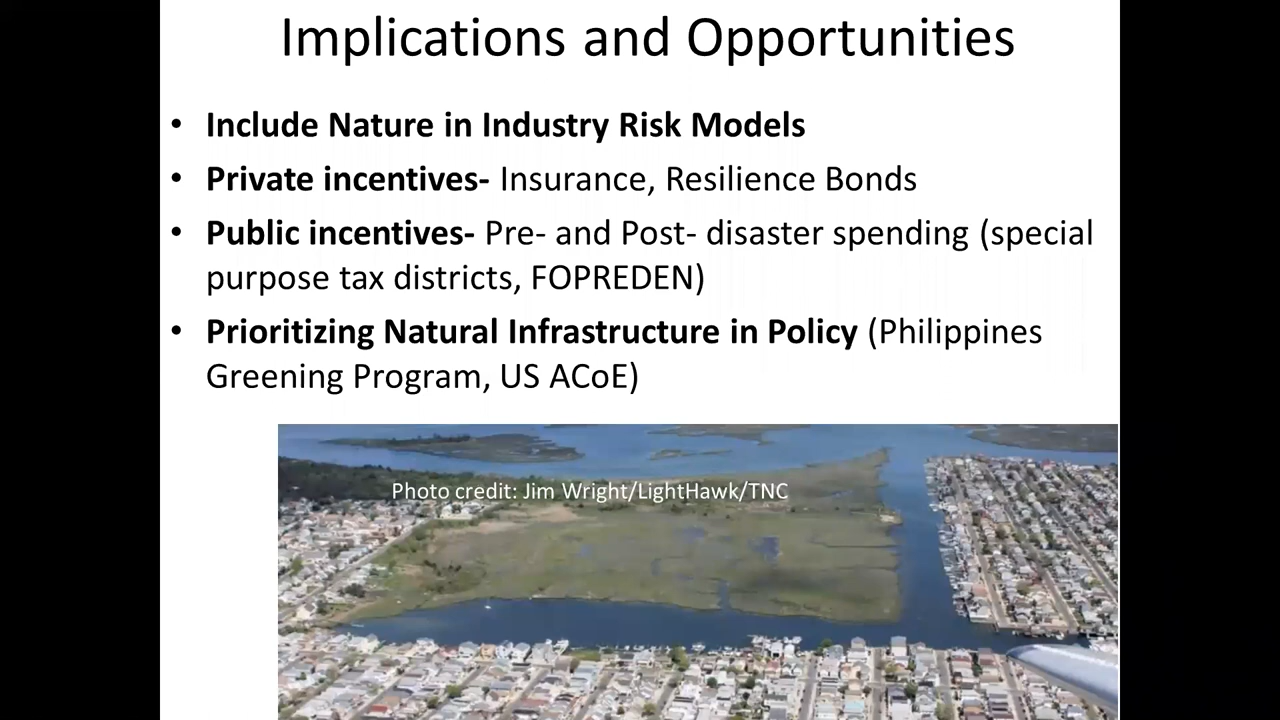 Implications and Opportunities
• Include Nature in Industry Risk Models
• Private incentives- Insurance, Resilience Bonds
• Public incentives- Pre- and Post- disaster spending (special
purpose tax districts, FOPREDEN)
• Prioritizing Natural Infrastructure in Policy (Philippines
Greening Program, US ACoE)
Photo credit: Jim Wright/LightHawk/TNC